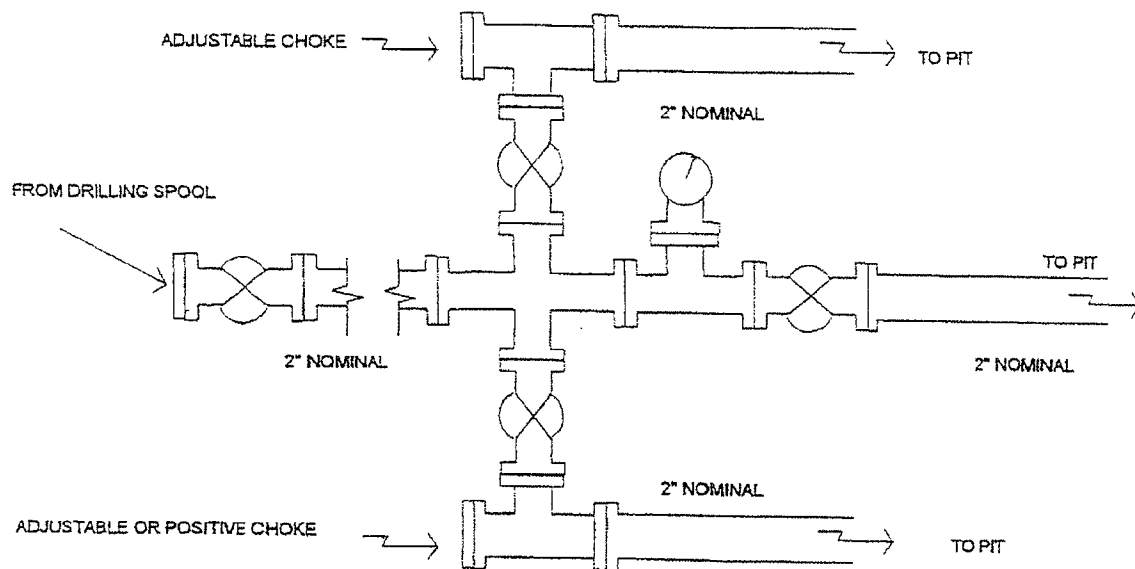 ADJUSTABLE CHOKE
TO PIT
2" NOMINAL
FROM DRILLING SPOOL
TO PIT
2" NOMINAL
2" NOMINAL
2" NOMINAL
ADJUSTABLE OR POSITIVE CHOKE
TO PIT